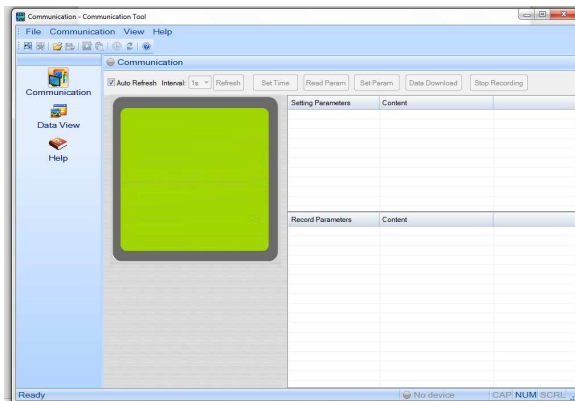 Communication - Communication Tool
File Communication View Help
Communication
Auto Refresh Interval: 1s Refresh Set Time Read Param Set Param Data Download Stop Recording
Communication
Data View
Help
Setting Parameters Content
Record Parameters Content
Ready No device CAP NUM SCRL